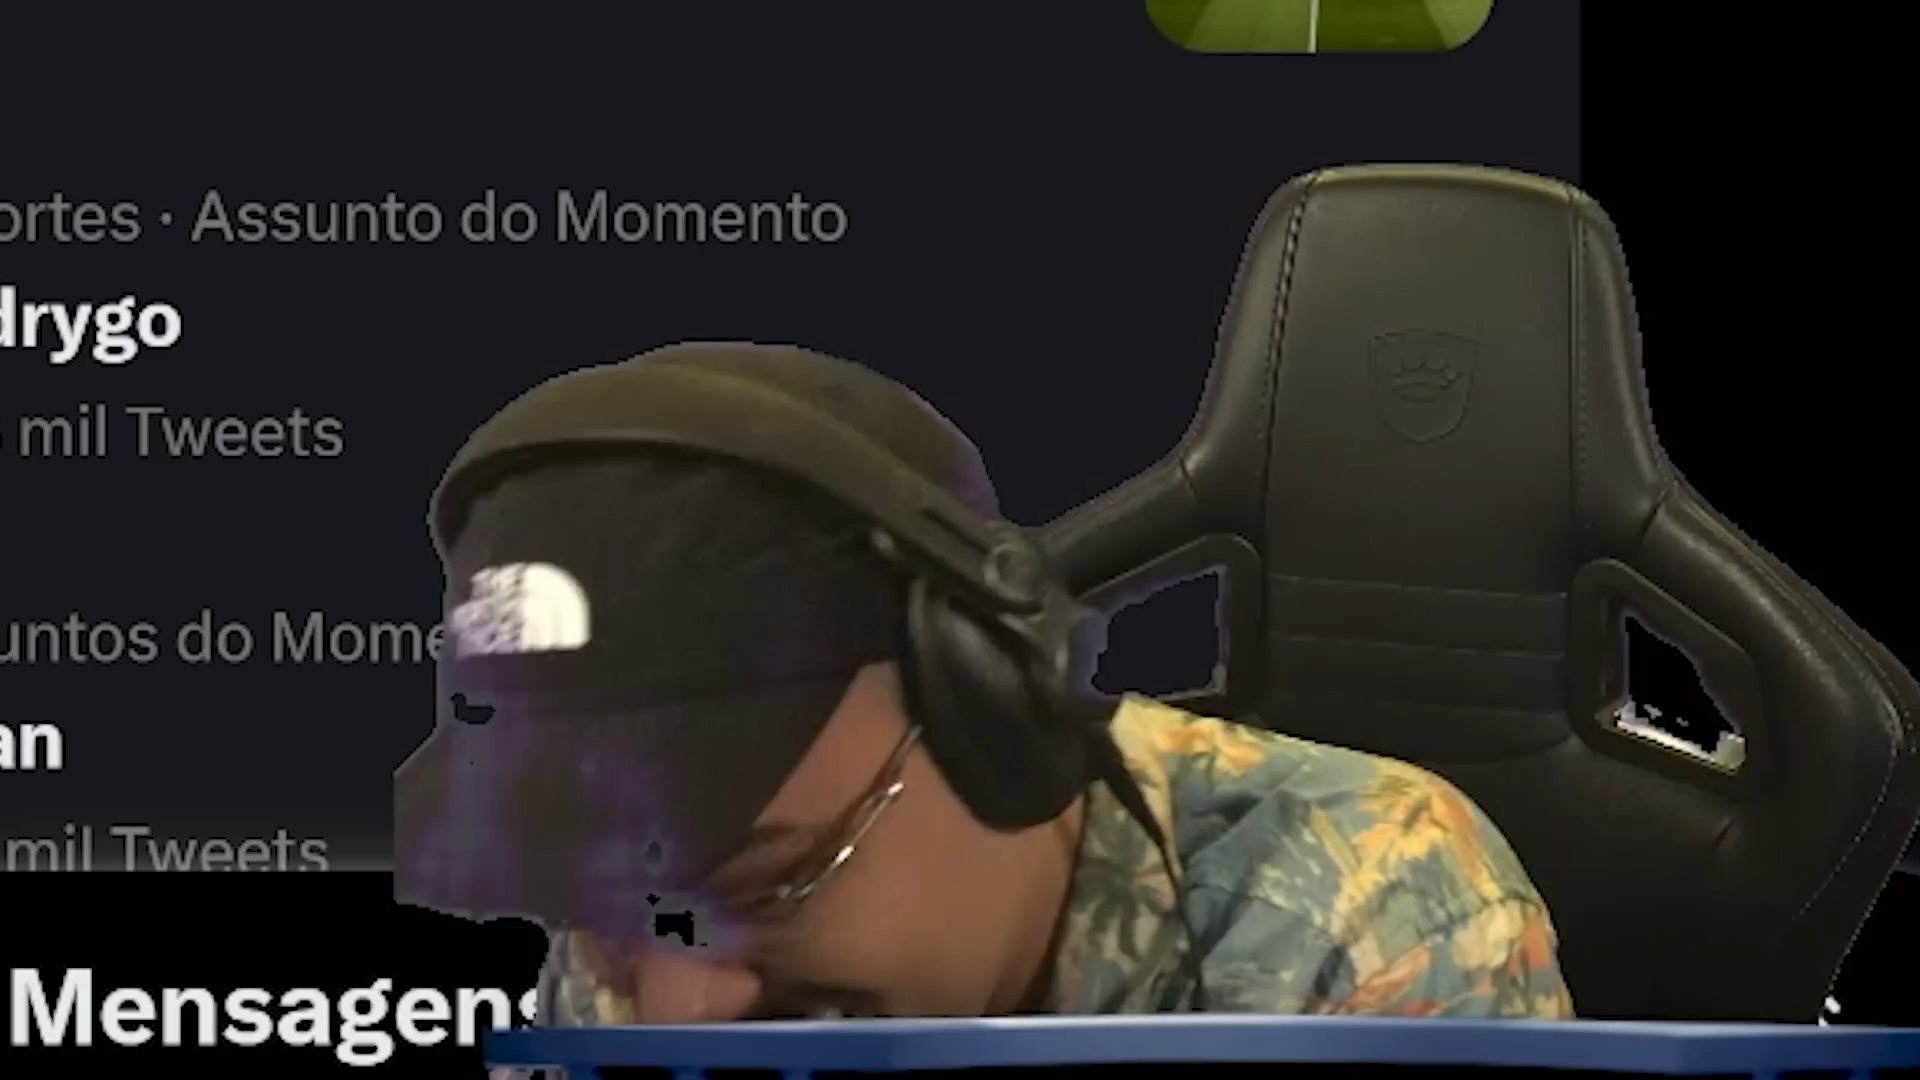 ortes · Assunto do Momento
drygo
mil Tweets
untos do Mome
an
mil Tweets
Mensagens